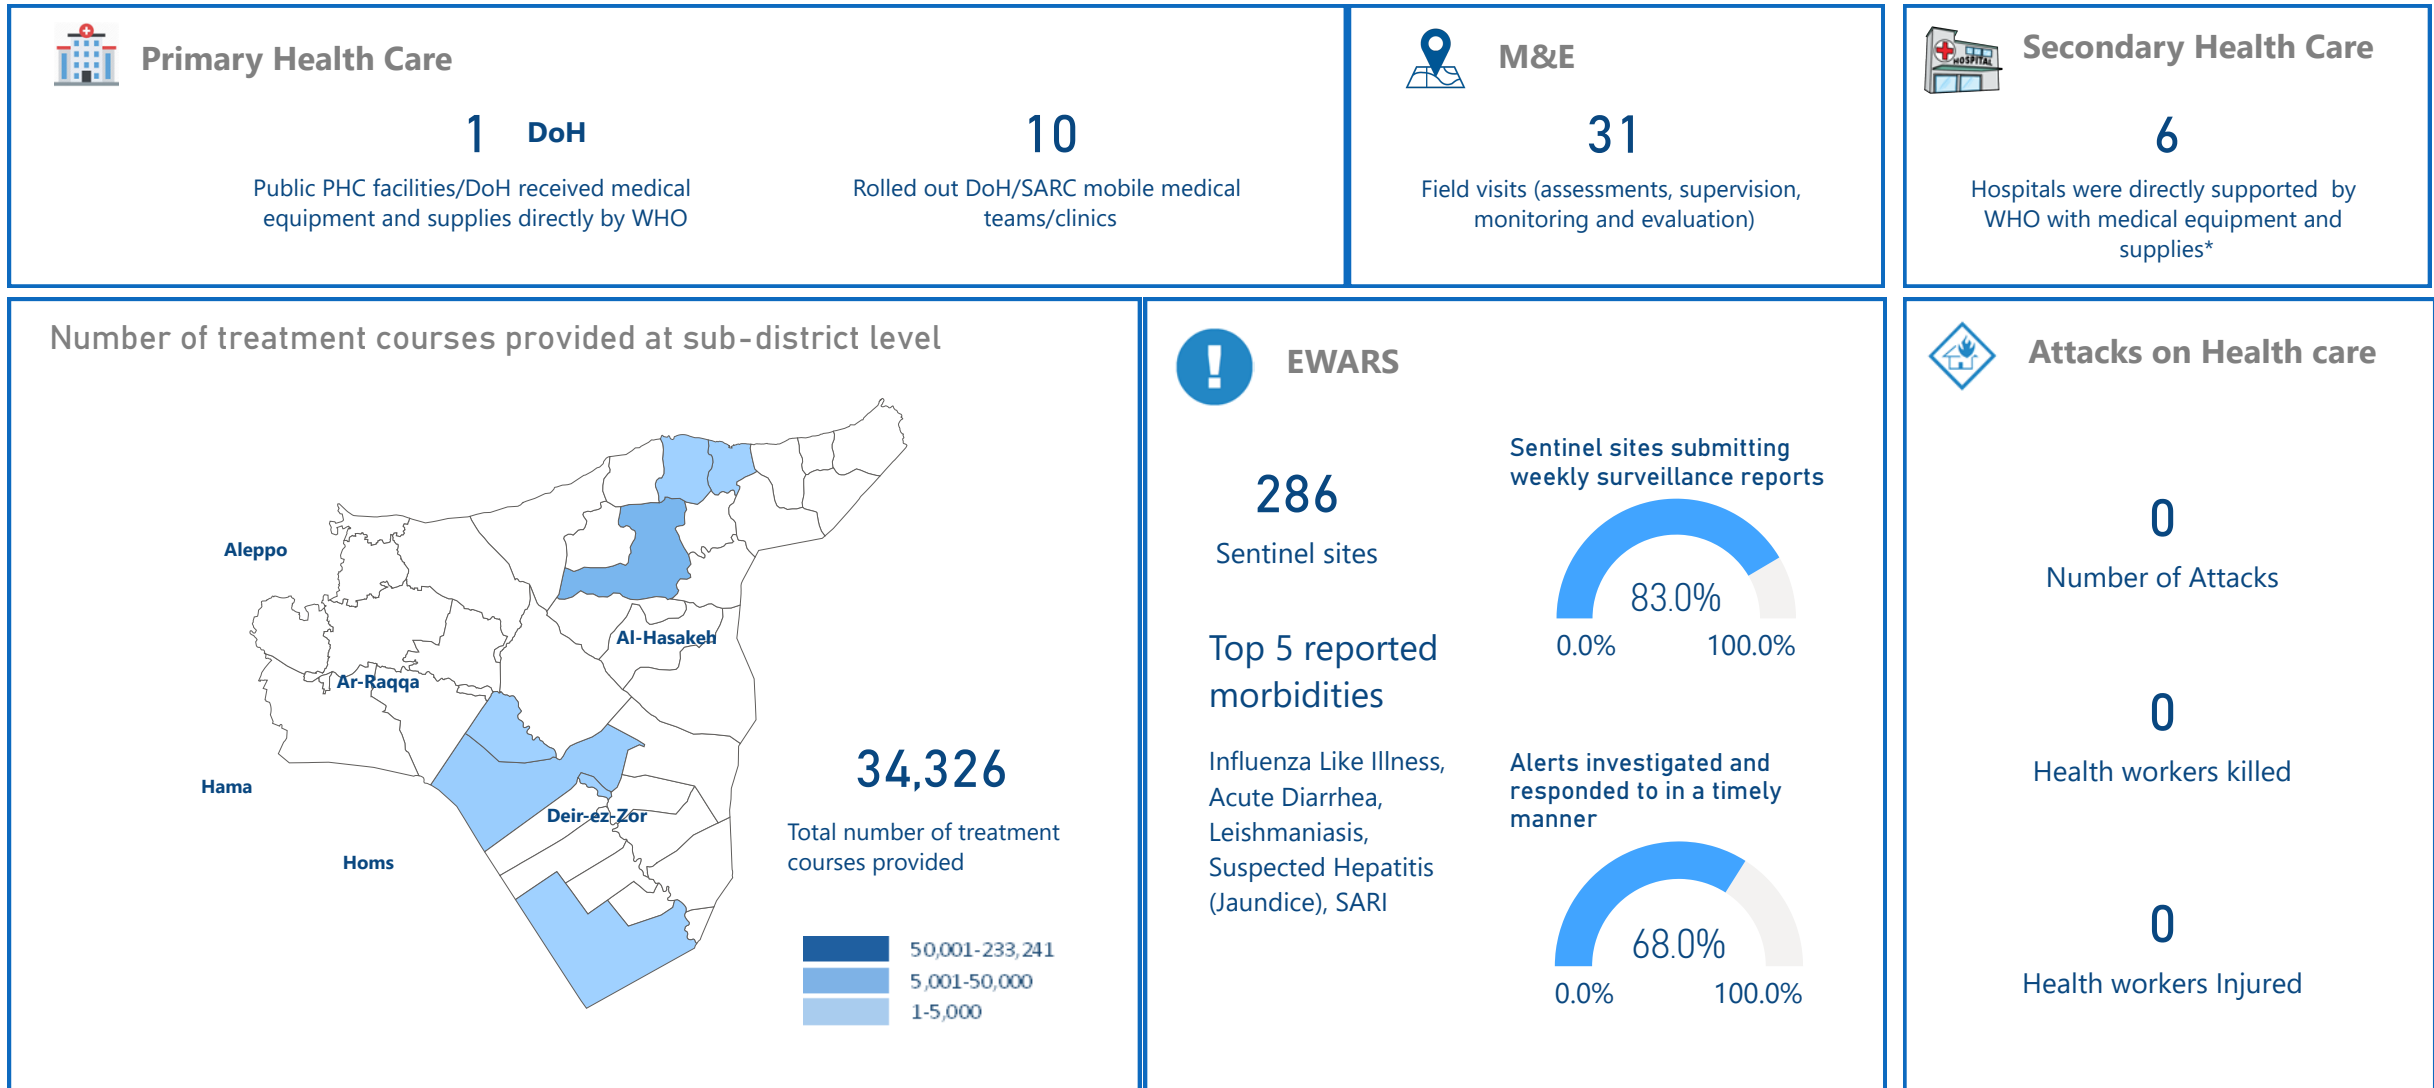 Primary Health Care
1 DoH
Public PHC facilities/DoH received medical
equipment and supplies directly by WHO
10
Rolled out DoH/SARC mobile medical
teams/clinics
M&E
31
Field visits (assessments, supervision,
monitoring and evaluation)
HOSPITAL
Secondary Health Care
6
Hospitals were directly supported by
WHO with medical equipment and
supplies*
Number of treatment courses provided at sub-district level
Aleppo
Al-Hasakeh
Ar-Raqqa
Hama
Deir-ez-Zor
Homs
34,326
Total number of treatment
courses provided
50,001-233,241
5,001-50,000
1-5,000
EWARS
286
Sentinel sites
Top 5 reported
morbidities
Influenza Like Illness,
Acute Diarrhea,
Leishmaniasis,
Suspected Hepatitis
(Jaundice), SARI
Sentinel sites submitting
weekly surveillance reports
83.0%
0.0% 100.0%
Alerts investigated and
responded to in a timely
manner
68.0%
0.0% 100.0%
Attacks on Health care
0
Number of Attacks
0
Health workers killed
0
Health workers Injured